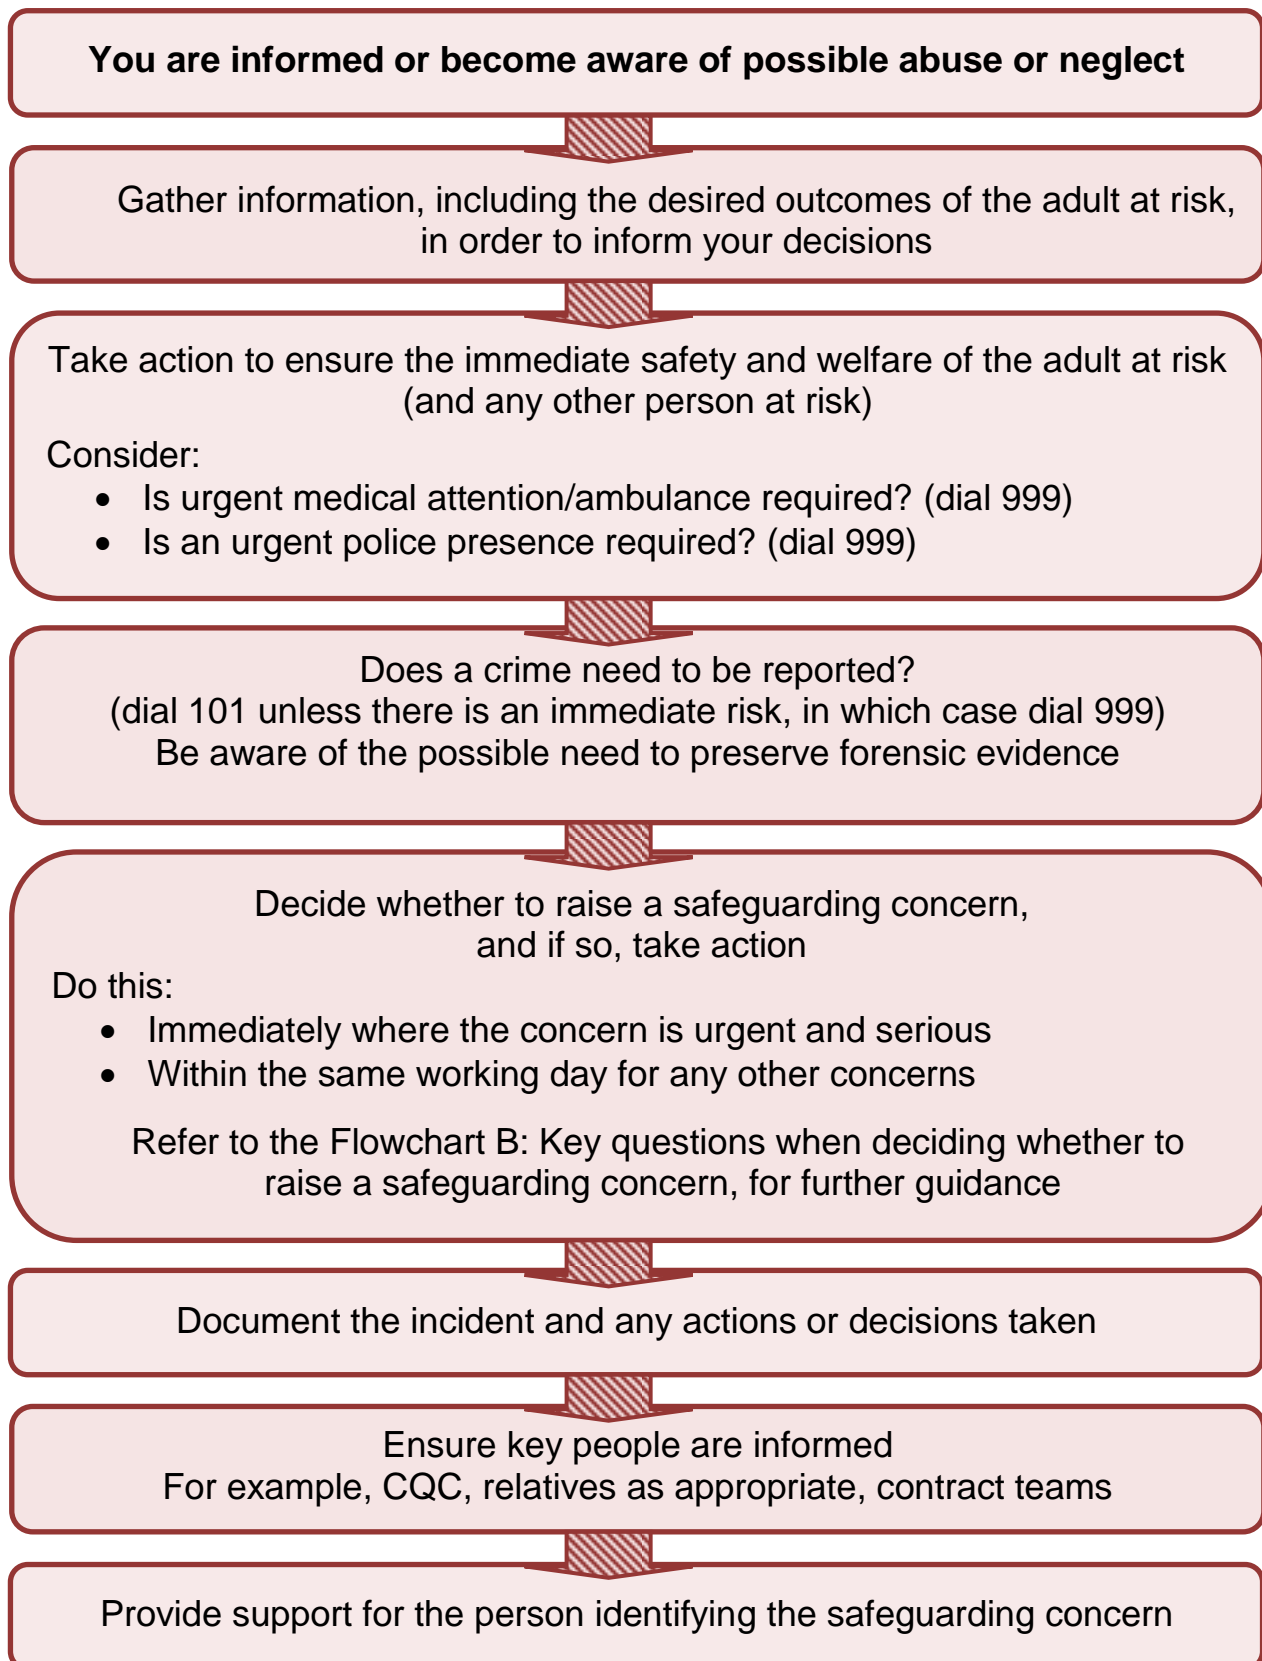 You are informed or become aware of possible abuse or neglect
Gather information, including the desired outcomes of the adult at risk,
in order to inform your decisions
Take action to ensure the immediate safety and welfare of the adult at risk
(and any other person at risk)
Consider:
• Is urgent medical attention/ambulance required? (dial 999)
• Is an urgent police presence required? (dial 999)
Does a crime need to be reported?
(dial 101 unless there is an immediate risk, in which case dial 999)
Be aware of the possible need to preserve forensic evidence
Decide whether to raise a safeguarding concern,
and if so, take action
Do this:
• Immediately where the concern is urgent and serious
• Within the same working day for any other concerns
Refer to the Flowchart B: Key questions when deciding whether to
raise a safeguarding concern, for further guidance
Document the incident and any actions or decisions taken
Ensure key people are informed
For example, CQC, relatives as appropriate, contract teams
Provide support for the person identifying the safeguarding concern